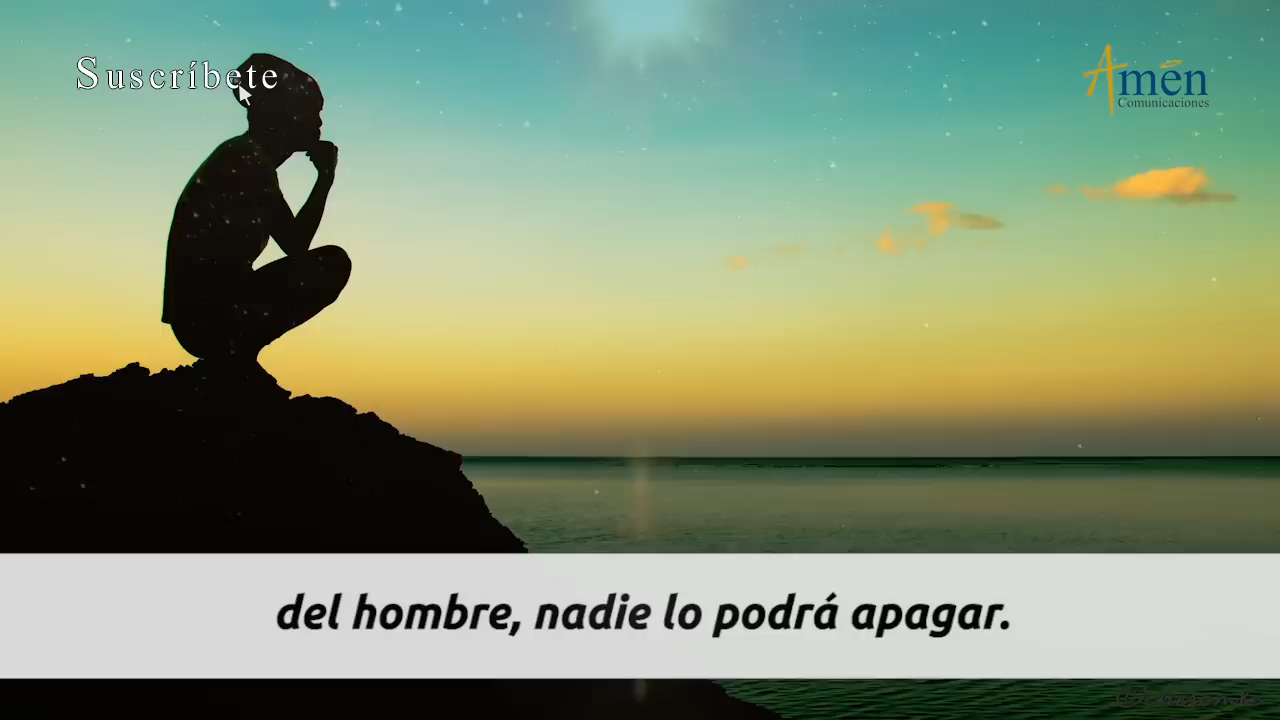 Suscríbete
Amén
Comunicaciones
del hombre, nadie lo podrá apagar.